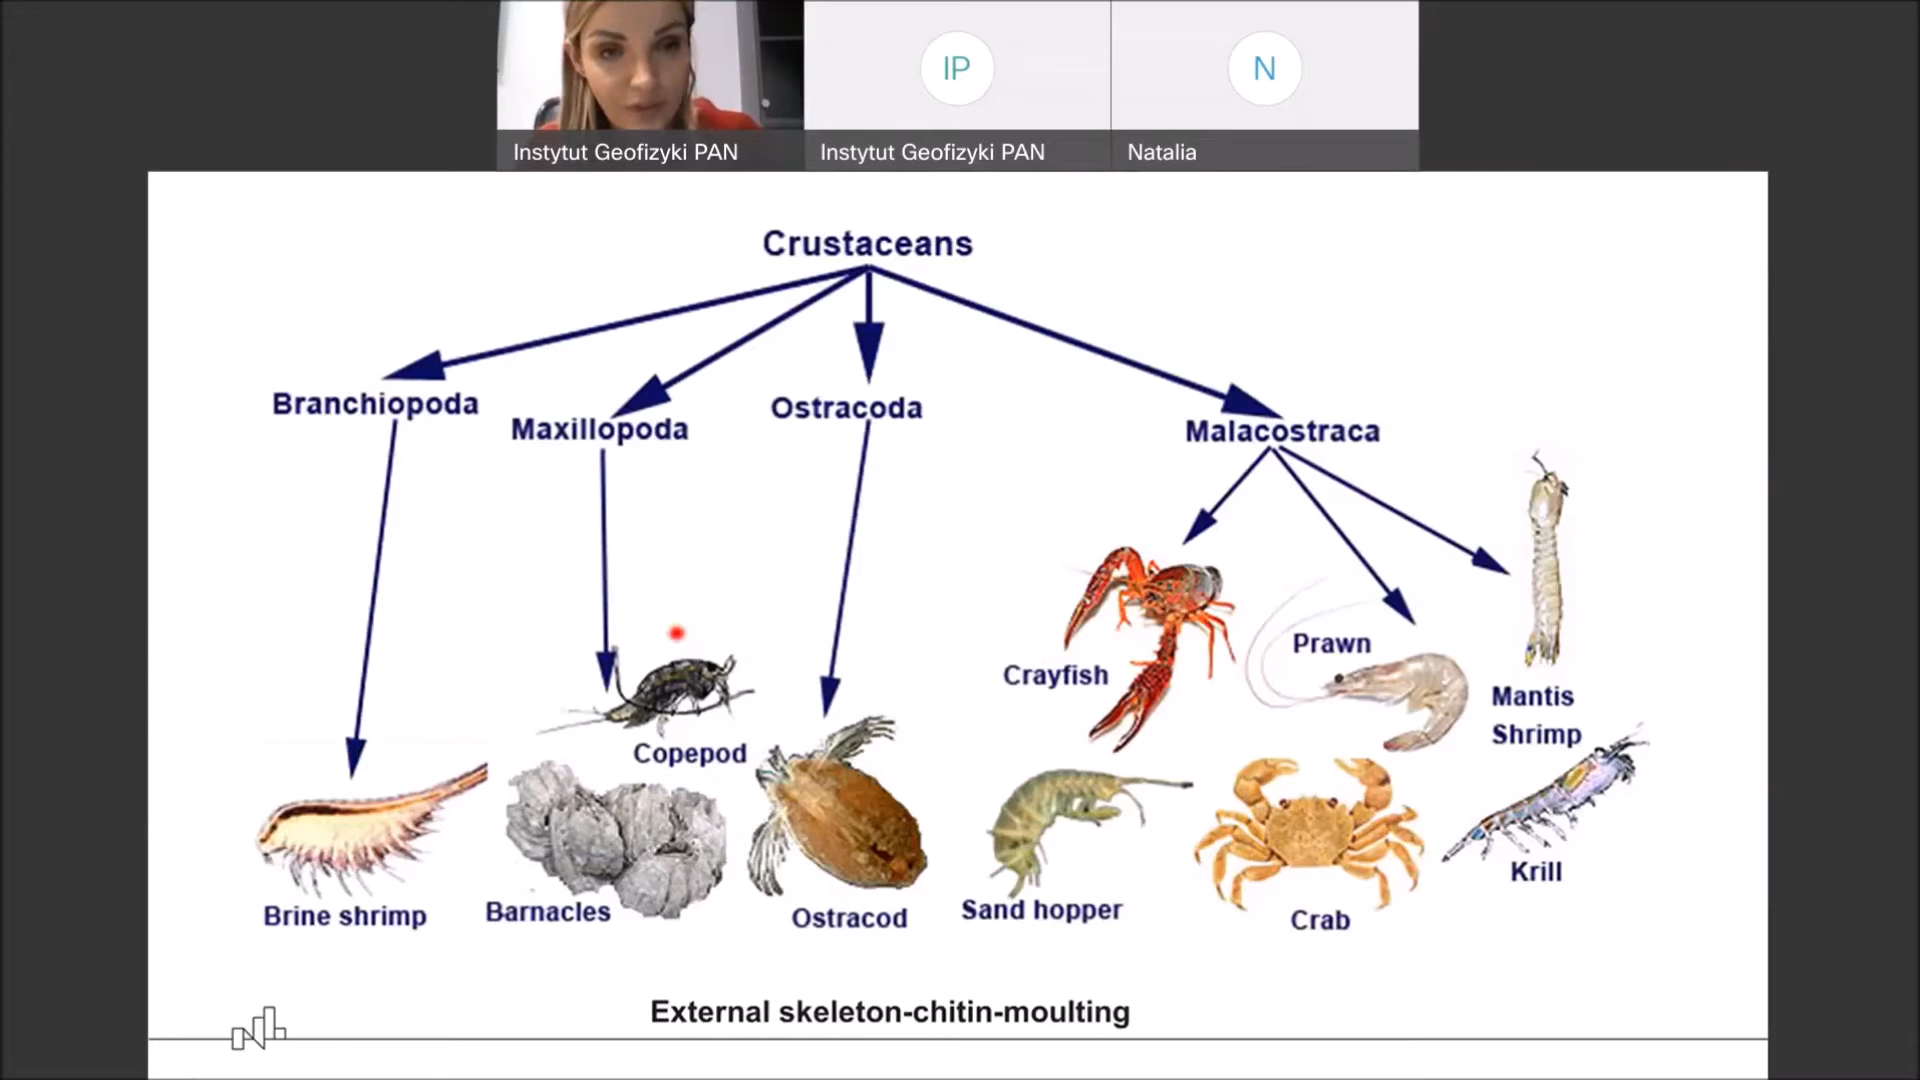 IP
N
Instytut Geofizyki PAN
Instytut Geofizyki PAN
Natalia
Crustaceans
Branchiopoda
Maxillopoda
Ostracoda
Malacostraca
Crayfish
Prawn
Mantis
Shrimp
Copepod
Brine shrimp
Barnacles
Ostracod
Sand hopper
Crab
Krill
External skeleton-chitin-moulting